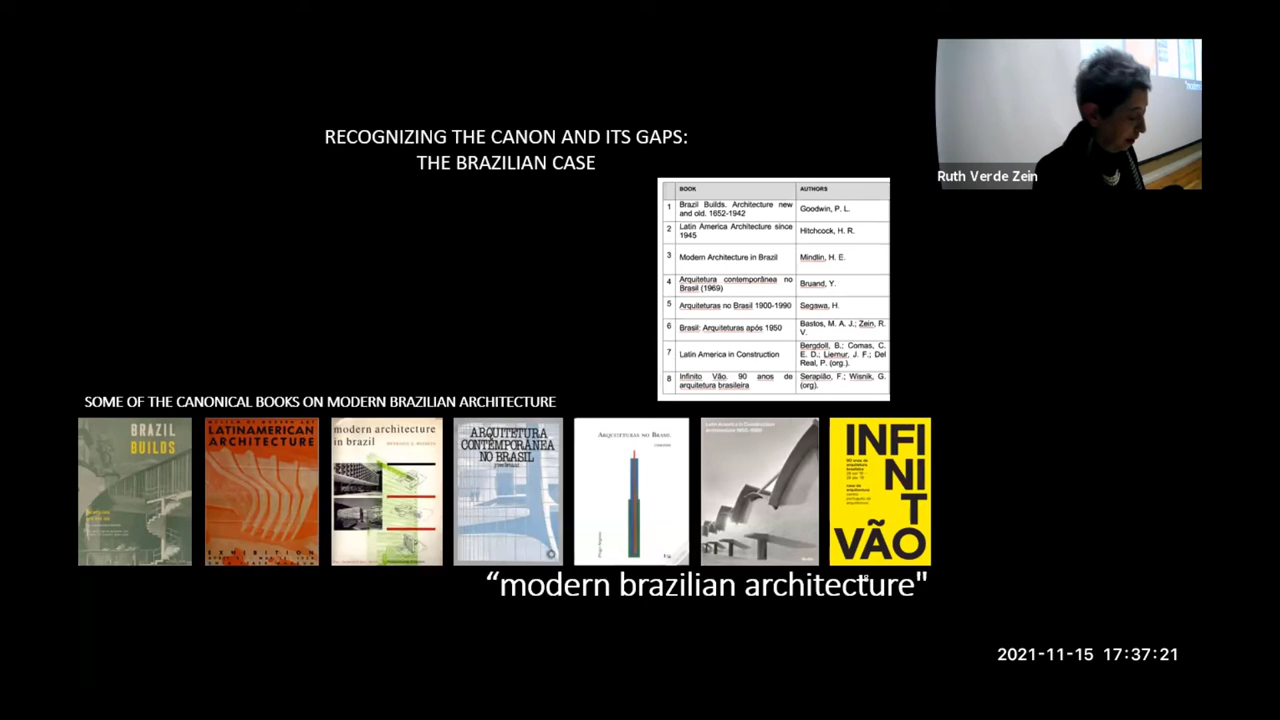 RECOGNIZING THE CANON AND ITS GAPS:
THE BRAZILIAN CASE
Ruth Verde Zein
BOOK AUTHORS
1 Brazil Builds. Architecture new and old. 1652-1942 Goodwin, P. L.
2 Latin America Architecture since 1945 Hitchcock, H. R.
3 Modern Architecture in Brazil Mindlin, H. E.
4 Arquitetura contemporânea no Brasil (1969) Bruand, Y.
5 Arquiteturas no Brasil 1900-1990 Segawa, H.
6 Brasil: Arquiteturas após 1950 Bastos, M. A. J.; Zein, R. V.
7 Latin America in Construction Bergdoll, B.; Comas, C. E. D.; Liernur, J. F.; Del Real, P. (org.).
8 Infinito Vão. 90 anos de arquitetura brasileira Serapião, F.; Wisnik, G. (org).
SOME OF THE CANONICAL BOOKS ON MODERN BRAZILIAN ARCHITECTURE
BRAZIL
BUILDS
LATINAMERICAN
ARCHITECTURE
EXHIBITION
modern architecture
in brazil
ARQUITETURA
CONTEMPORÂNEA
NO BRASIL
ARQUITETURAS NO BRASIL
Latin America in Construction
INFI
NI
T
VÃO
“modern brazilian architecture"
2021-11-15 17:37:21